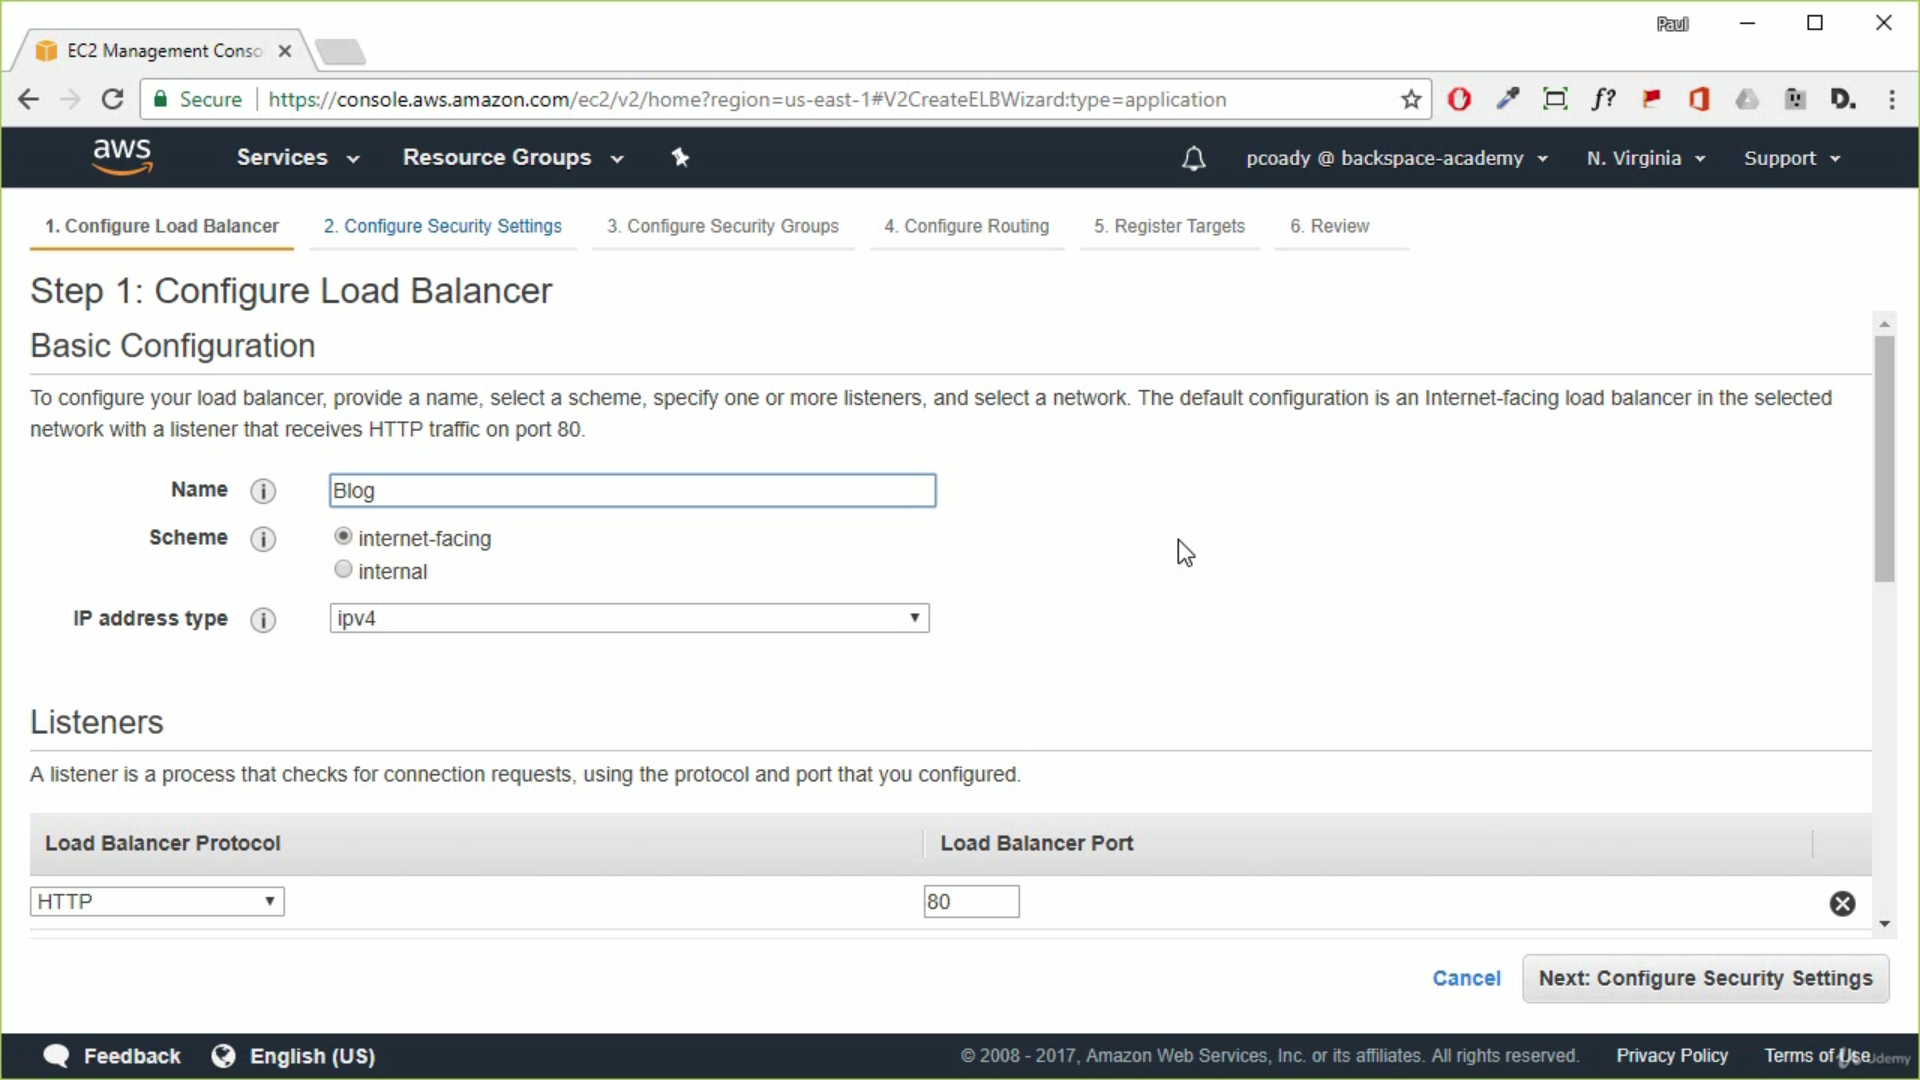 Paul
EC2 Management Conso
Secure https://console.aws.amazon.com/ec2/v2/home?region=us-east-1#V2CreateELBWizard:type=application
f?
D.
aws Services Resource Groups pcoady @ backspace-academy N. Virginia Support
1. Configure Load Balancer 2. Configure Security Settings 3. Configure Security Groups 4. Configure Routing 5. Register Targets 6. Review
Step 1: Configure Load Balancer
Basic Configuration
To configure your load balancer, provide a name, select a scheme, specify one or more listeners, and select a network. The default configuration is an Internet-facing load balancer in the selected
network with a listener that receives HTTP traffic on port 80.
Name i Blog
Scheme i internet-facing
internal
IP address type i ipv4
Listeners
A listener is a process that checks for connection requests, using the protocol and port that you configured.
Load Balancer Protocol Load Balancer Port
HTTP 80
Cancel Next: Configure Security Settings
Feedback English (US) © 2008 - 2017, Amazon Web Services, Inc. or its affiliates. All rights reserved. Privacy Policy Terms of Use
Udemy